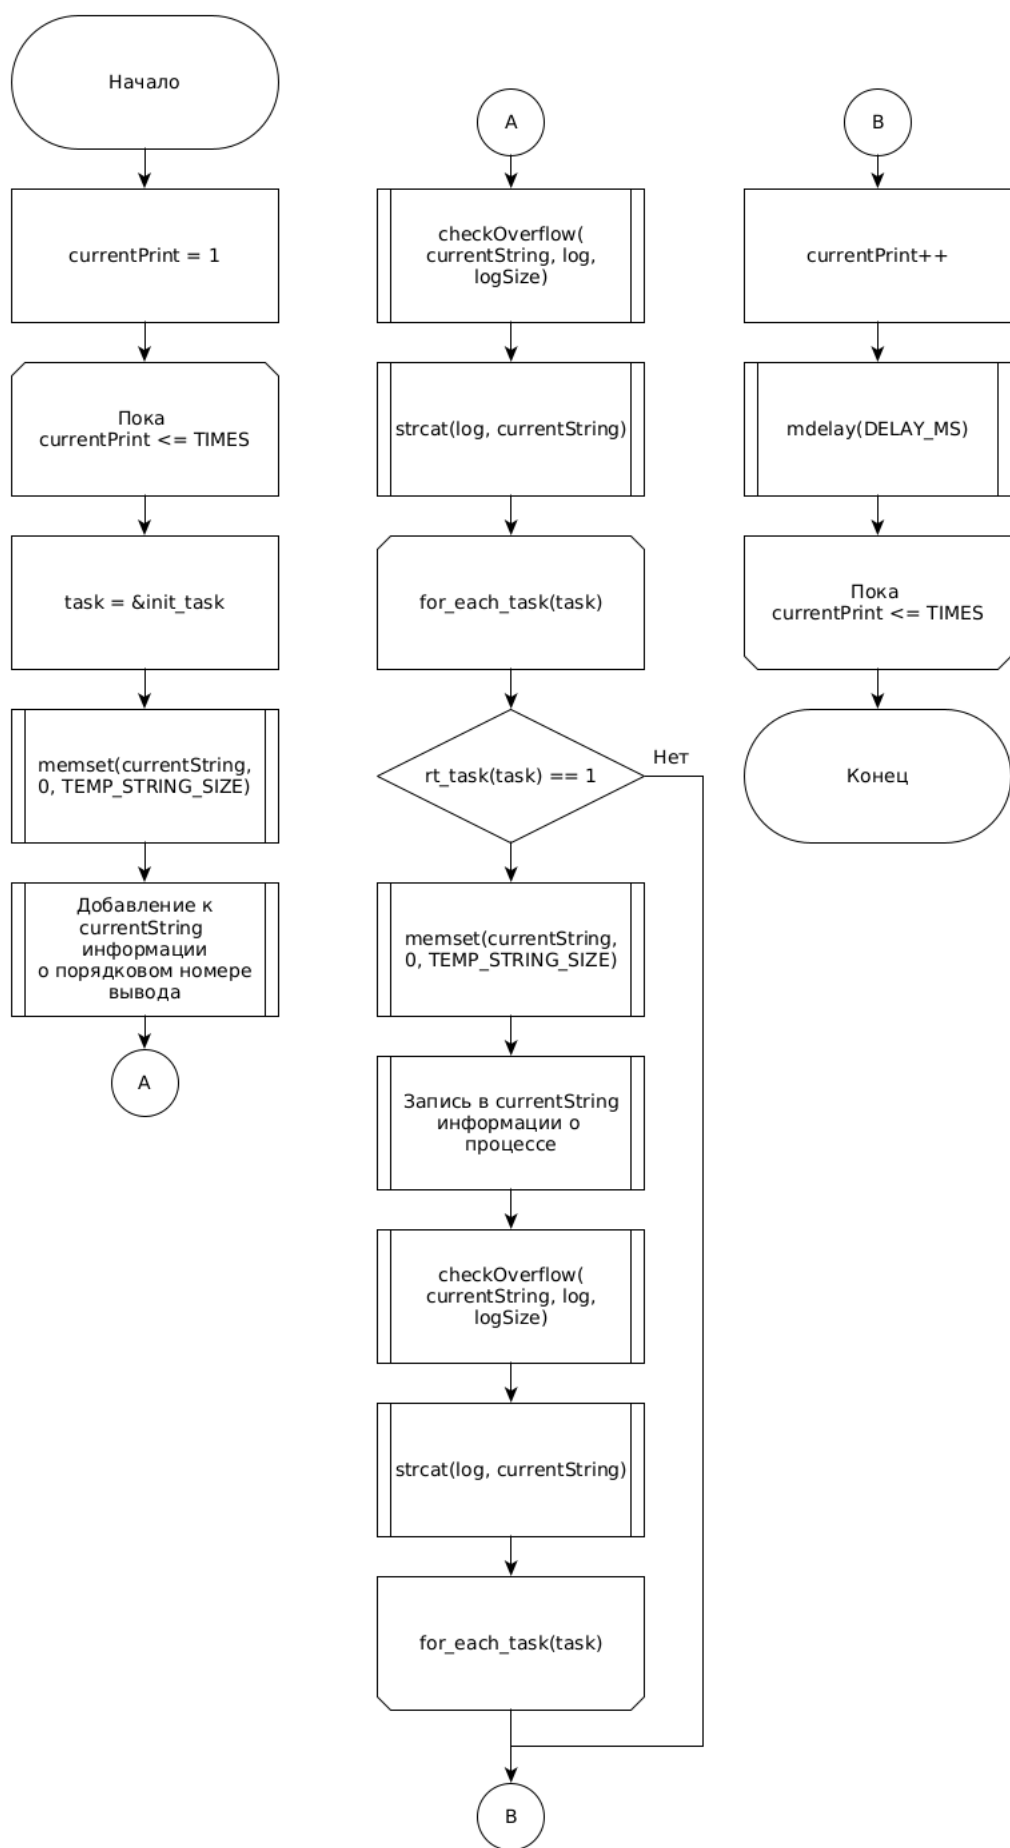 Начало
currentPrint = 1
Пока
currentPrint <= TIMES
task = &init_task
memset(currentString,
0, TEMP_STRING_SIZE)
Добавление к
currentString
информации
о порядковом номере
вывода
A
A
checkOverflow(
currentString, log,
logSize)
strcat(log, currentString)
for_each_task(task)
rt_task(task) == 1
Нет
memset(currentString,
0, TEMP_STRING_SIZE)
Запись в currentString
информации о
процессе
checkOverflow(
currentString, log,
logSize)
strcat(log, currentString)
for_each_task(task)
B
B
currentPrint++
mdelay(DELAY_MS)
Пока
currentPrint <= TIMES
Конец